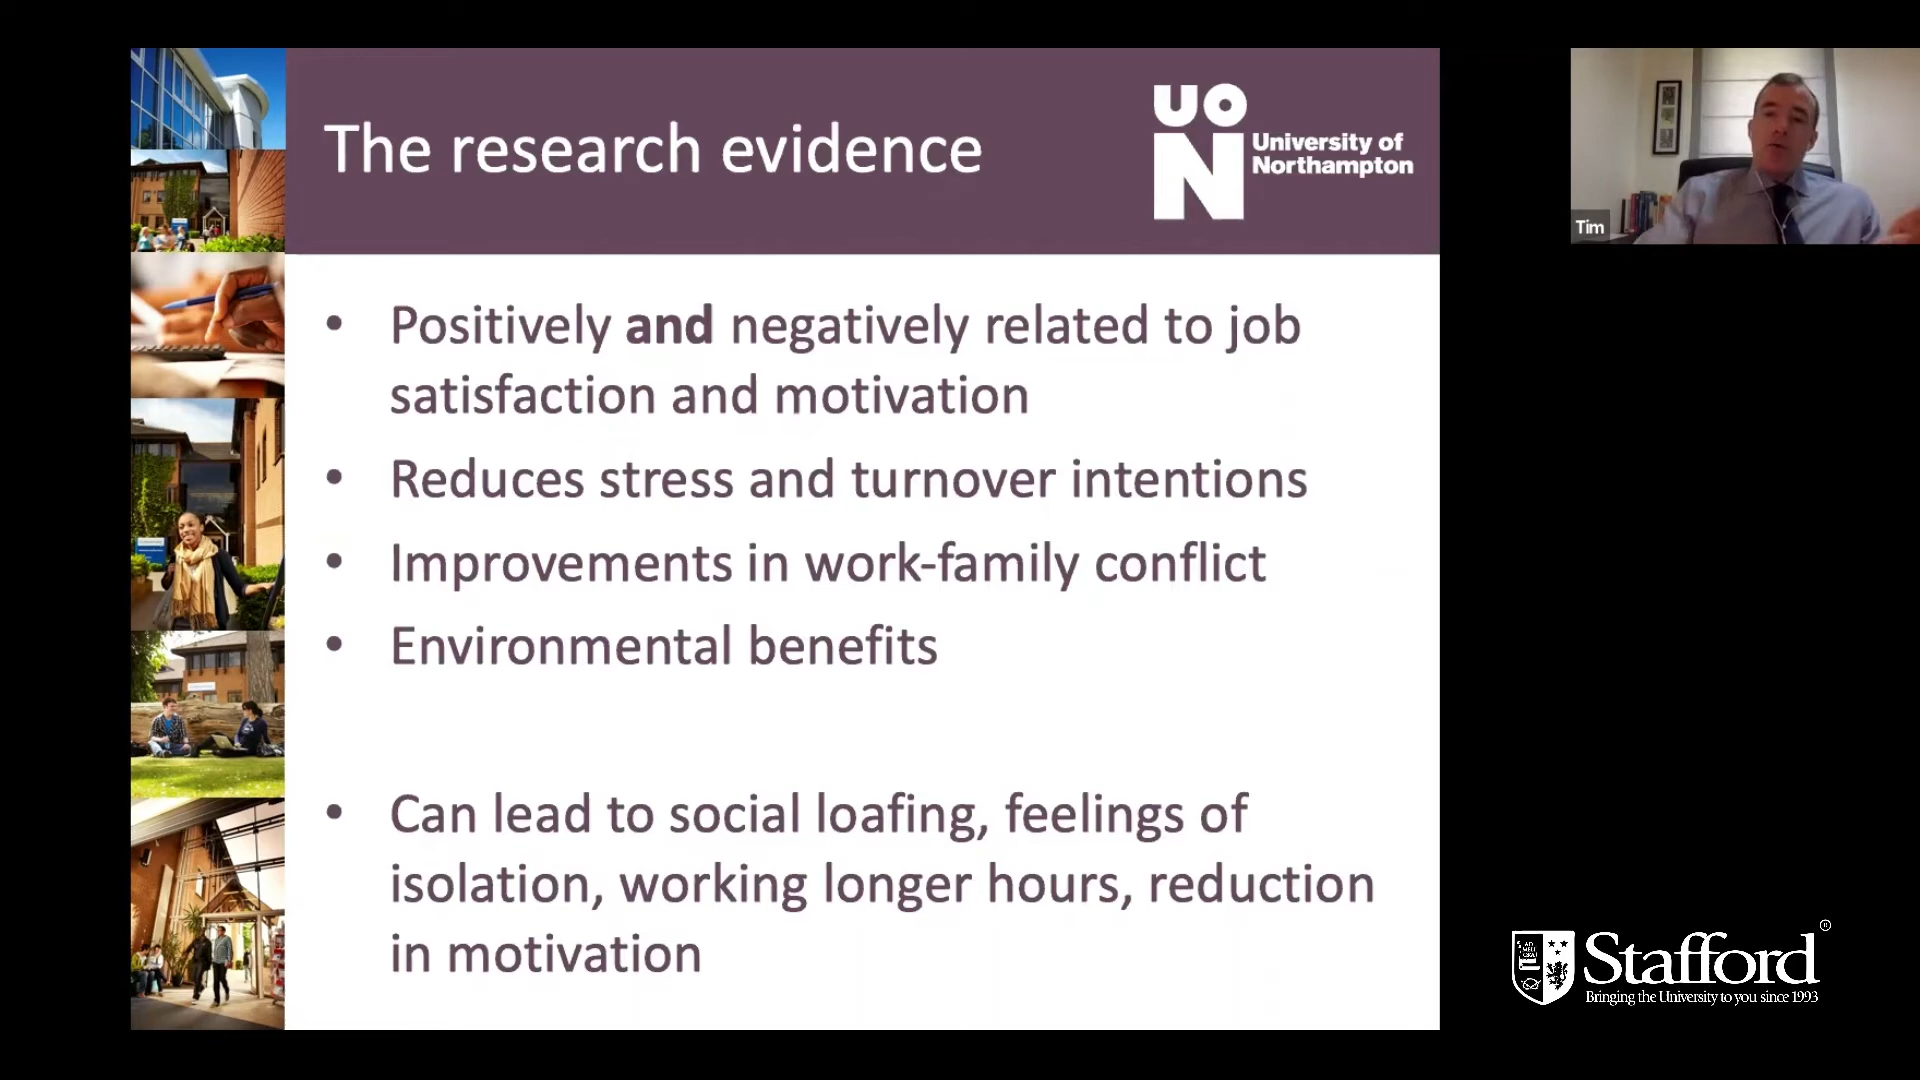 The research evidence
UO
N
University of
Northampton
• Positively and negatively related to job
satisfaction and motivation
• Reduces stress and turnover intentions
• Improvements in work-family conflict
• Environmental benefits
• Can lead to social loafing, feelings of
isolation, working longer hours, reduction
in motivation
Tim
Stafford®
Bringing the University to you since 1993